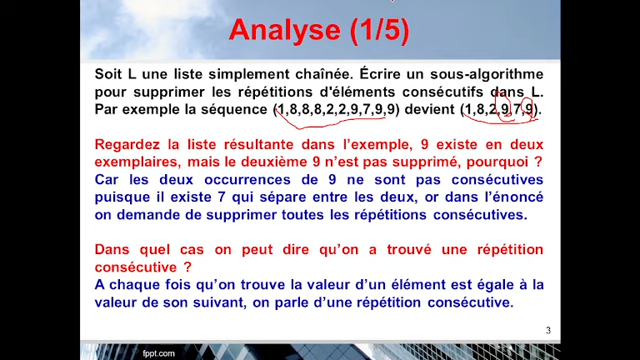 Analyse (1/5)
Soit L une liste simplement chaînée. Écrire un sous-algorithme
pour supprimer les répétitions d'éléments consécutifs dans L.
Par exemple la séquence (1,8,8,8,2,2,9,7,9,9) devient (1,8,2,9,7,9).
Regardez la liste résultante dans l'exemple, 9 existe en deux
exemplaires, mais le deuxième 9 n'est pas supprimé, pourquoi ?
Car les deux occurrences de 9 ne sont pas consécutives
puisque il existe 7 qui sépare entre les deux, or dans l'énoncé
on demande de supprimer toutes les répétitions consécutives.
Dans quel cas on peut dire qu'on a trouvé une répétition
consécutive ?
A chaque fois qu'on trouve la valeur d'un élément est égale à la
valeur de son suivant, on parle d'une répétition consécutive.
3
fppt.com